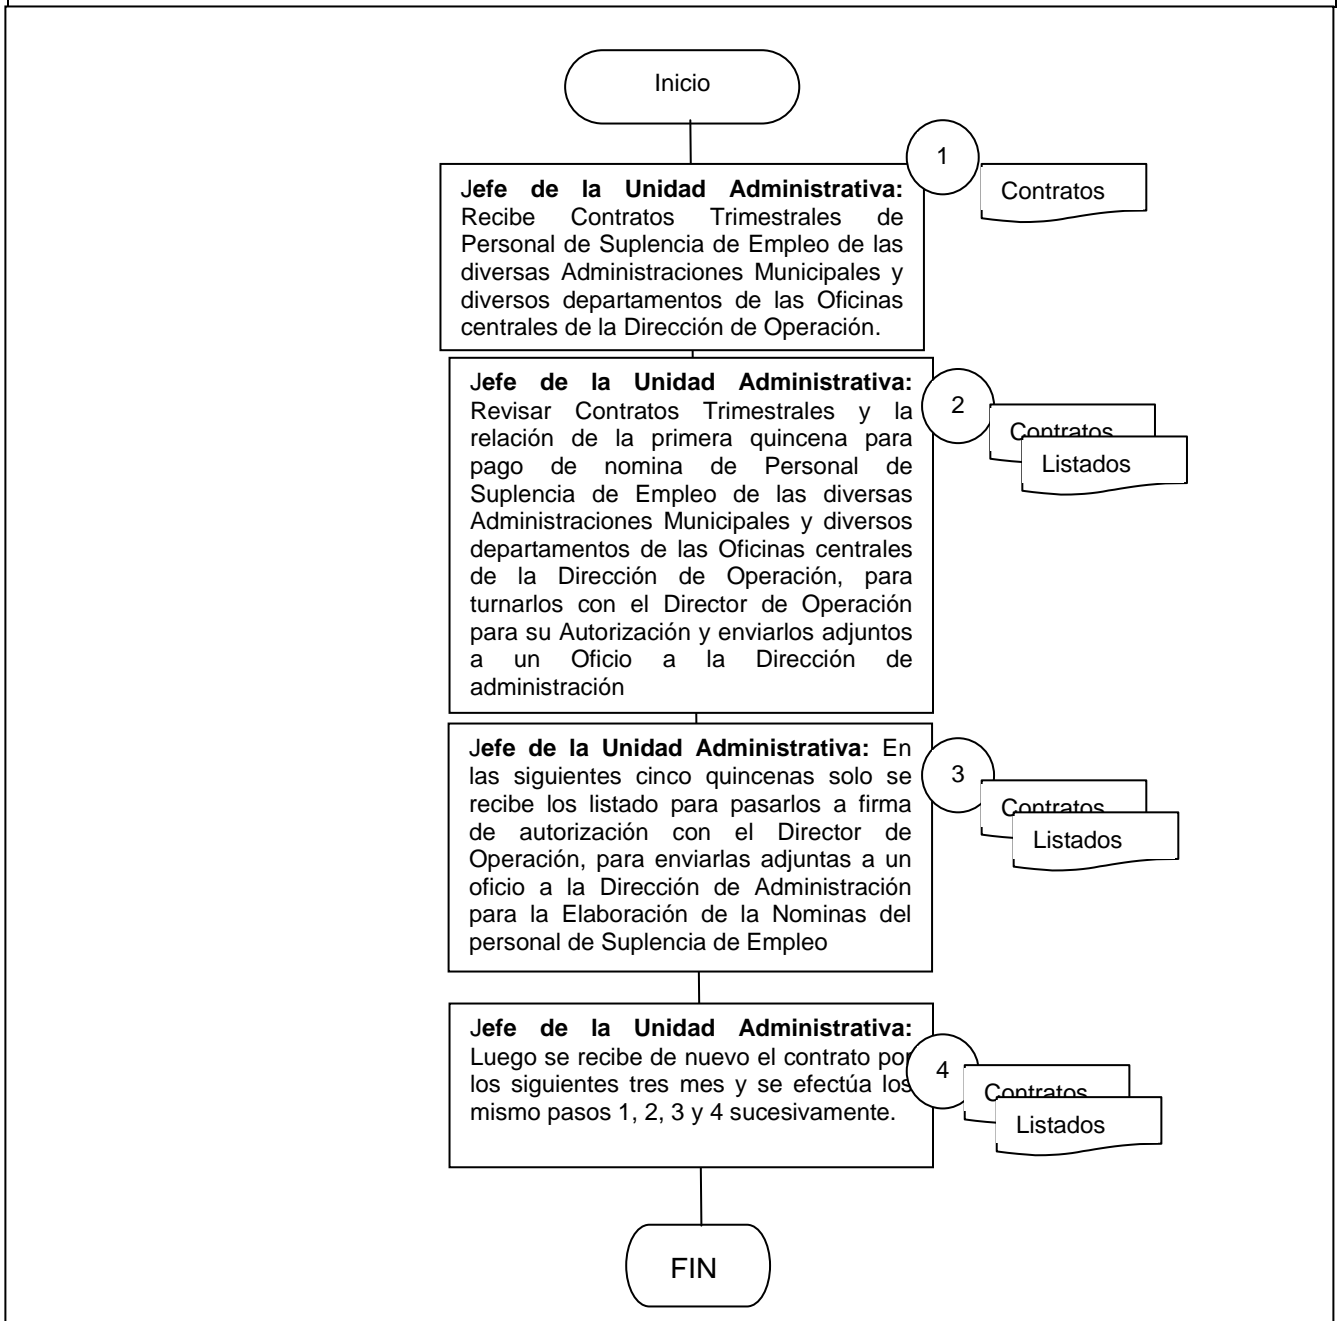 Inicio
1
Contratos
Jefe de la Unidad Administrativa:
Recibe Contratos Trimestrales de
Personal de Suplencia de Empleo de las
diversas Administraciones Municipales y
diversos departamentos de las Oficinas
centrales de la Dirección de Operación.
2
Contratos
Listados
Jefe de la Unidad Administrativa:
Revisar Contratos Trimestrales y la
relación de la primera quincena para
pago de nomina de Personal de
Suplencia de Empleo de las diversas
Administraciones Municipales y diversos
departamentos de las Oficinas centrales
de la Dirección de Operación, para
turnarlos con el Director de Operación
para su Autorización y enviarlos adjuntos
a un Oficio a la Dirección de
administración
3
Contratos
Listados
Jefe de la Unidad Administrativa: En
las siguientes cinco quincenas solo se
recibe los listado para pasarlos a firma
de autorización con el Director de
Operación, para enviarlas adjuntas a un
oficio a la Dirección de Administración
para la Elaboración de la Nominas del
personal de Suplencia de Empleo
4
Contratos
Listados
Jefe de la Unidad Administrativa:
Luego se recibe de nuevo el contrato por
los siguientes tres mes y se efectúa los
mismo pasos 1, 2, 3 y 4 sucesivamente.
FIN